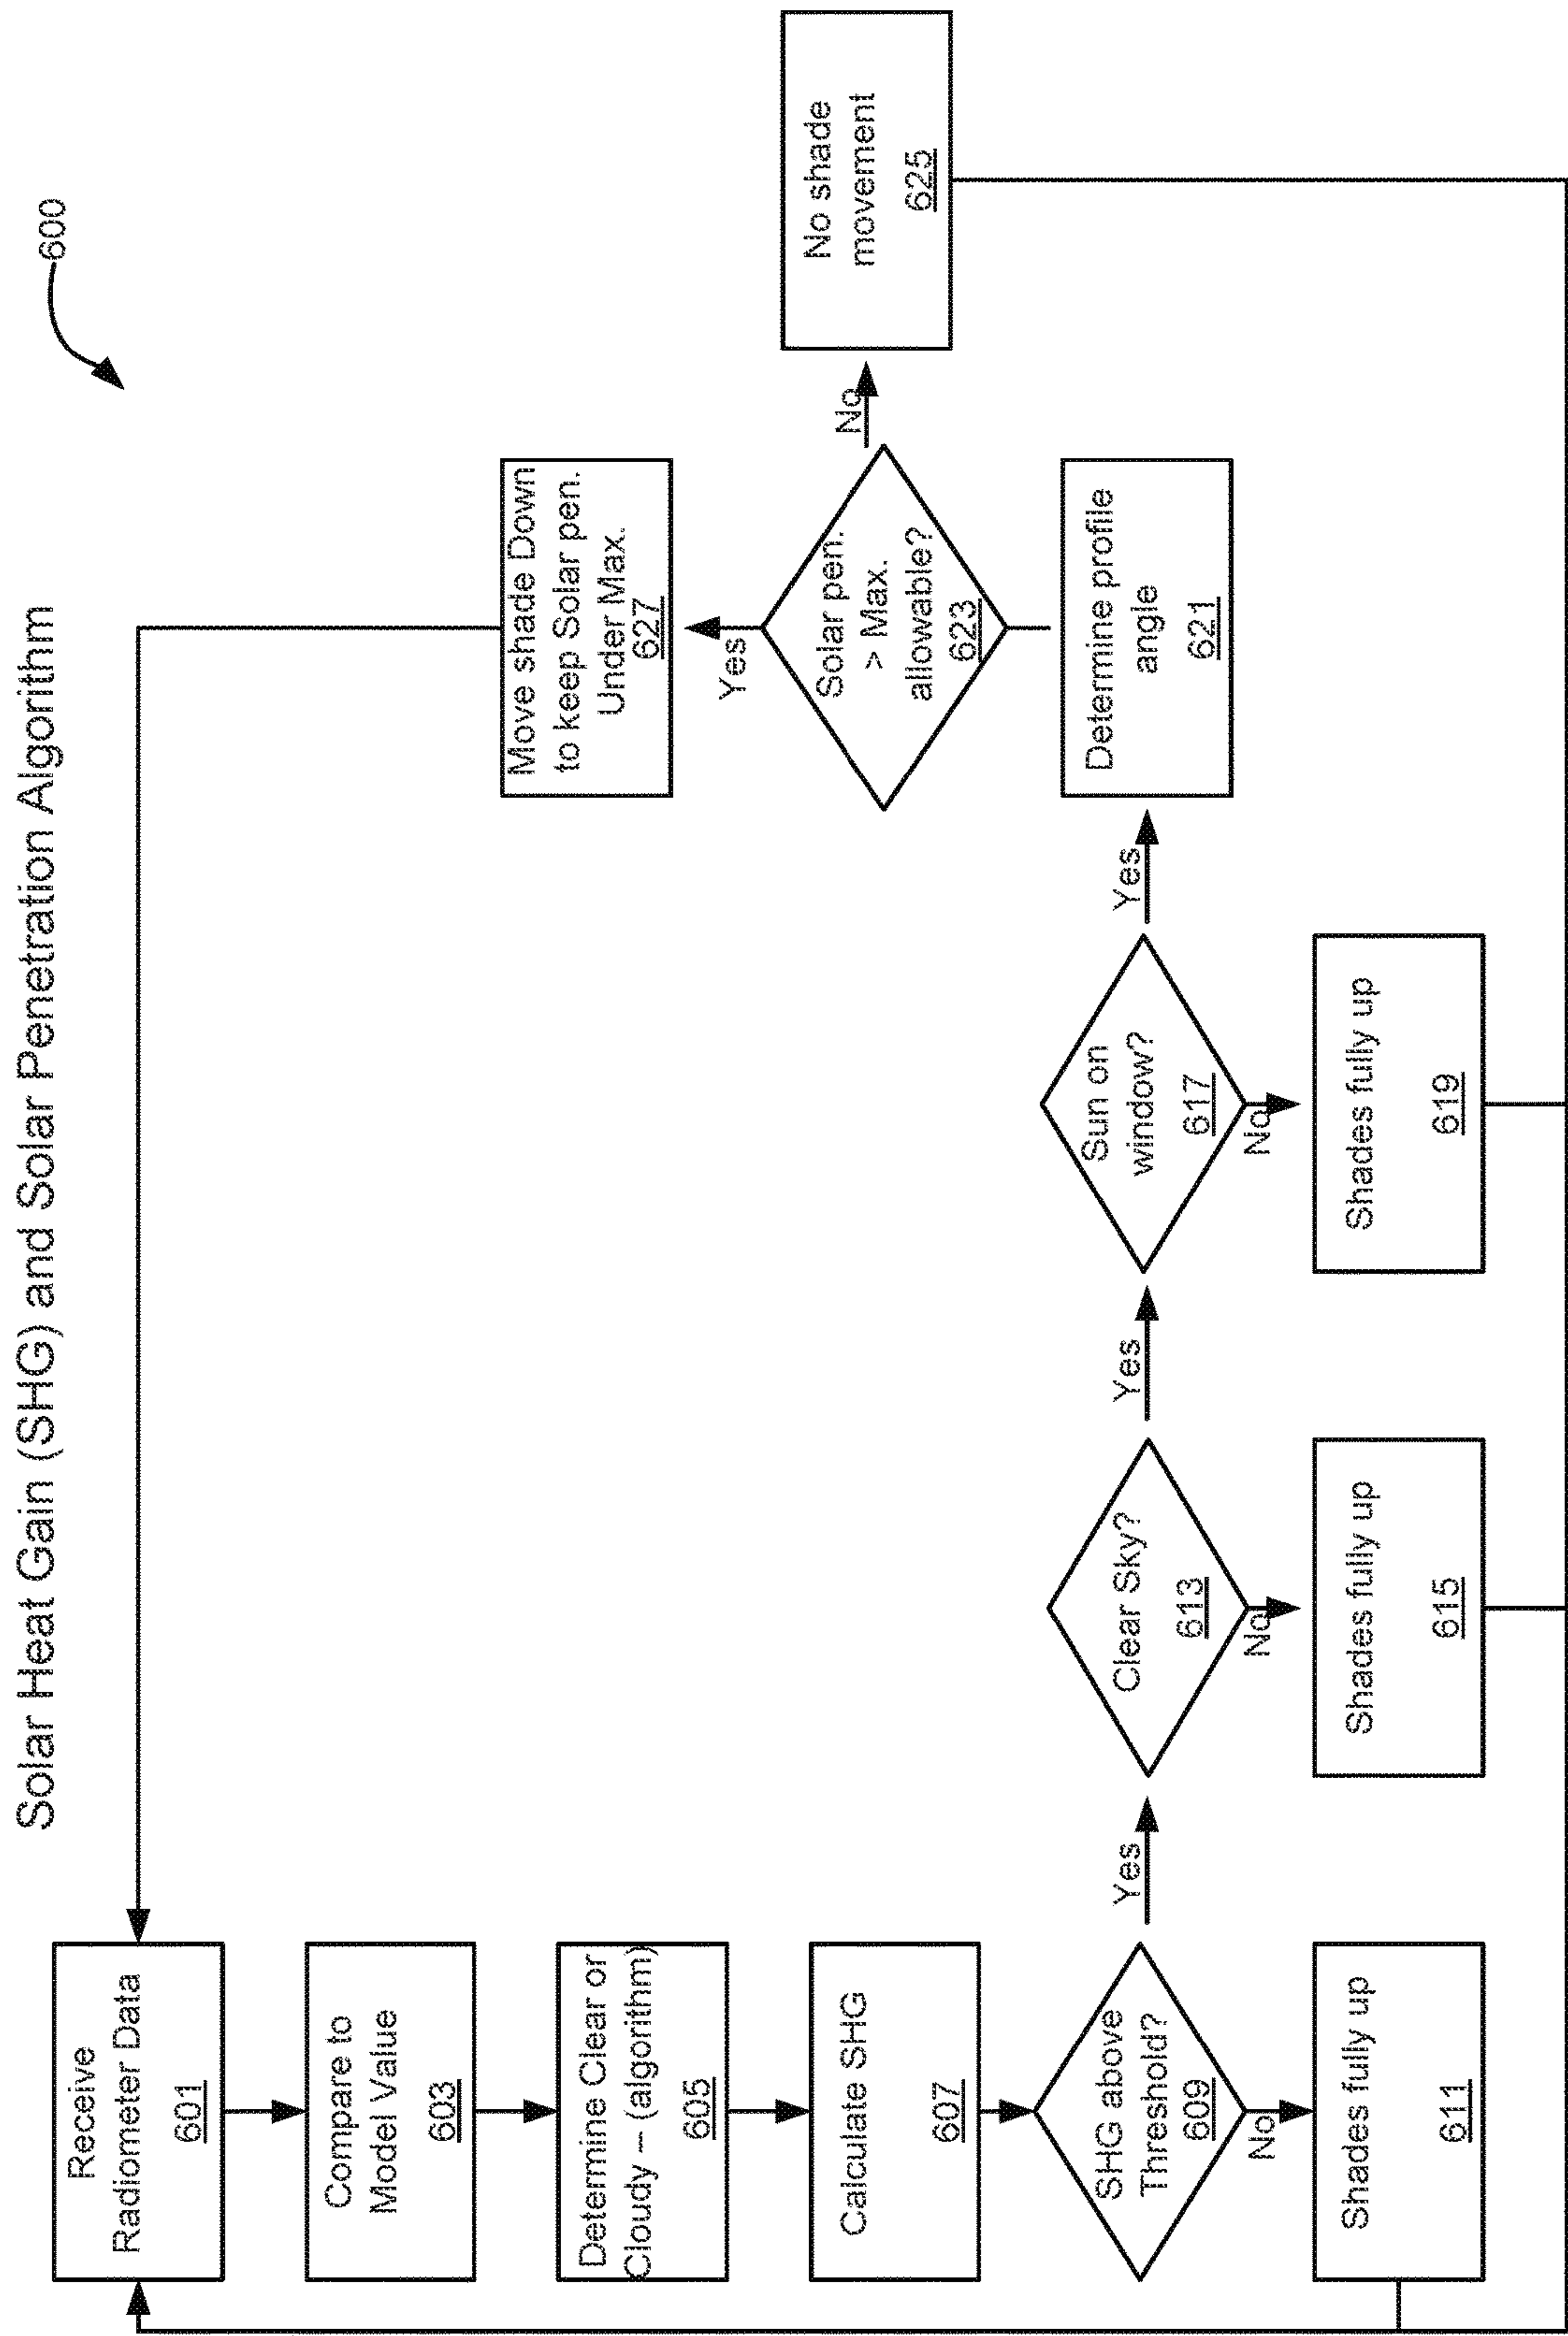 Solar Heat Gain (SHG) and Solar Penetration Algorithm
600
Receive
Radiometer Data
601
Compare to
Model Value
603
Determine Clear or
Cloudy – (algorithm)
605
Calculate SHG
607
SHG above
Threshold?
609
No
Shades fully up
611
Yes
Clear Sky?
613
No
Shades fully up
615
Yes
Sun on
window?
617
No
Shades fully up
619
Yes
Determine profile
angle
621
Solar pen.
> Max.
allowable?
623
Yes
Move shade Down
to keep Solar pen.
Under Max.
627
No
No shade
movement
625